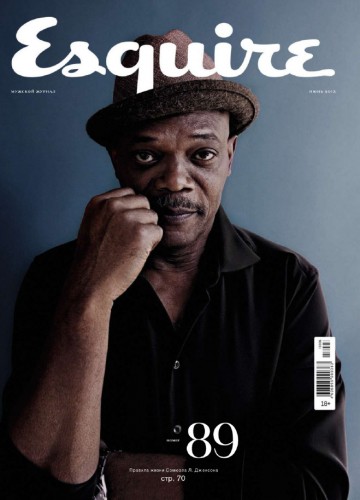 Esquire
МУЖСКОЙ ЖУРНАЛ
18+
НОМЕР 89
Правила жизни Сэмюэла Л. Джексона
стр. 70